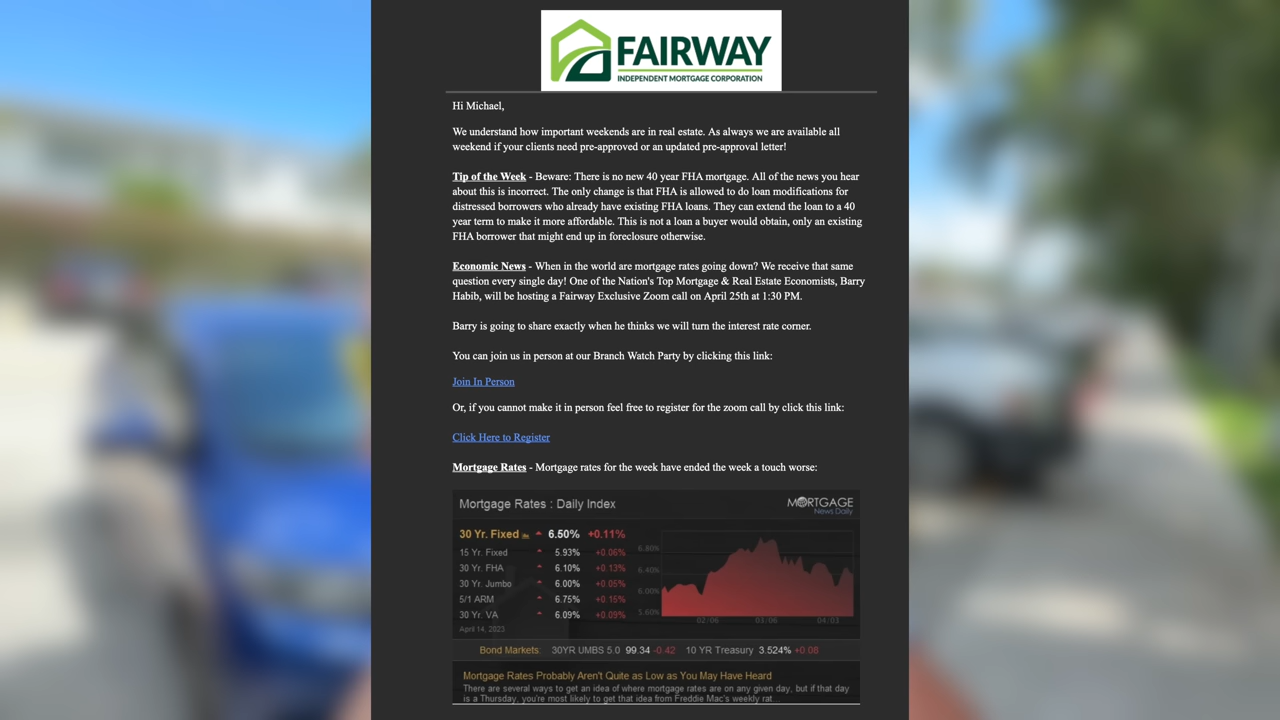 FAIRWAY
INDEPENDENT MORTGAGE CORPORATION
Hi Michael,
We understand how important weekends are in real estate. As always we are available all
weekend if your clients need pre-approved or an updated pre-approval letter!
Tip of the Week - Beware: There is no new 40 year FHA mortgage. All of the news you hear
about this is incorrect. The only change is that FHA is allowed to do loan modifications for
distressed borrowers who already have existing FHA loans. They can extend the loan to a 40
year term to make it more affordable. This is not a loan a buyer would obtain, only an existing
FHA borrower that might end up in foreclosure otherwise.
Economic News - When in the world are mortgage rates going down? We receive that same
question every single day! One of the Nation's Top Mortgage & Real Estate Economists, Barry
Habib, will be hosting a Fairway Exclusive Zoom call on April 25th at 1:30 PM.
Barry is going to share exactly when he thinks we will turn the interest rate corner.
You can join us in person at our Branch Watch Party by clicking this link:
Join In Person
Or, if you cannot make it in person feel free to register for the zoom call by click this link:
Click Here to Register
Mortgage Rates - Mortgage rates for the week have ended the week a touch worse:
Mortgage Rates : Daily Index
MORTGAGE
News Daily
30 Yr. Fixed 6.50% +0.11%
15 Yr. Fixed 5.93% +0.06%
30 Yr. FHA 6.10% +0.13%
30 Yr. Jumbo 6.00% +0.05%
5/1 ARM 6.75% +0.15%
30 Yr. VA 6.09% +0.09%
April 14, 2023
6.80%
6.40%
6.00%
5.60%
02/06 03/06 04/03
Bond Markets: 30YR UMBS 5.0 99.34 -0.42 10 YR Treasury 3.524% +0.08
Mortgage Rates Probably Aren't Quite as Low as You May Have Heard
There are several ways to get an idea of where mortgage rates are on any given day, but if that day
is a Thursday, you're most likely to get that idea from Freddie Mac's weekly rat...